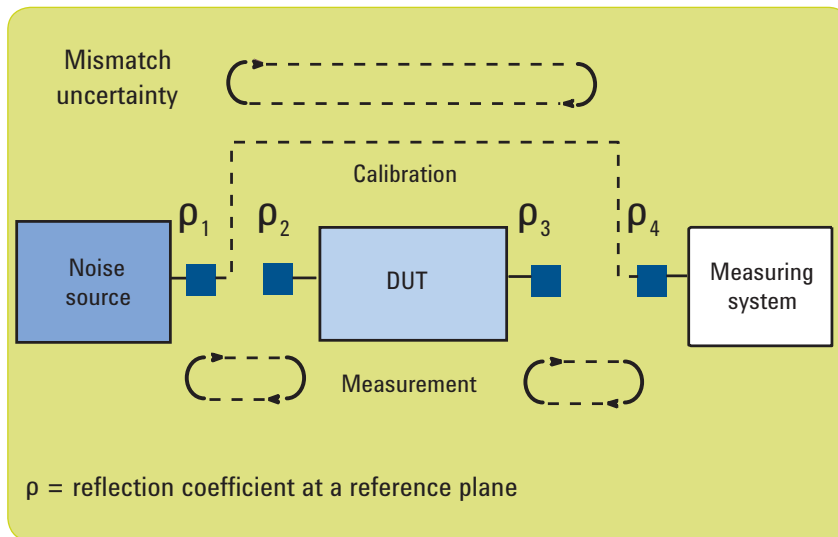 Mismatch
uncertainty
Calibration
ρ1
ρ2
ρ3
ρ4
Noise
source
DUT
Measuring
system
Measurement
ρ = reflection coefficient at a reference plane